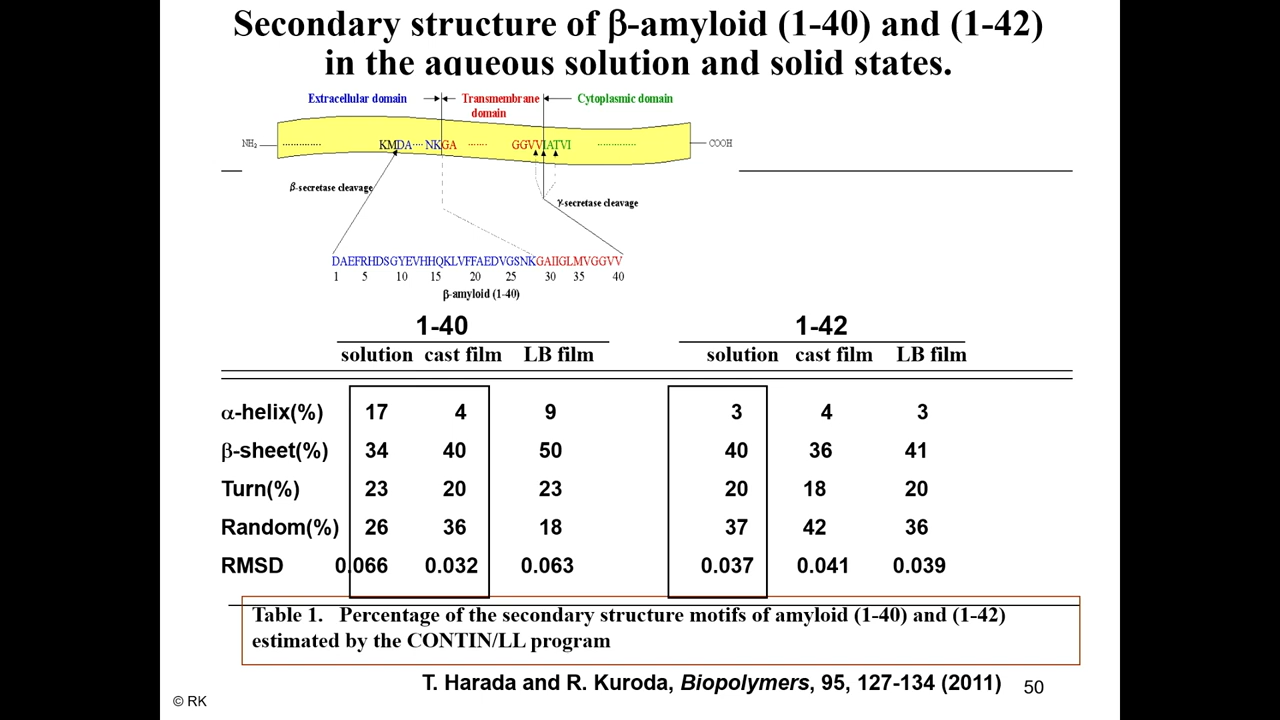 Secondary structure of β-amyloid (1-40) and (1-42)
in the aqueous solution and solid states.
Extracellular domain Transmembrane domain Cytoplasmic domain
NH₂ ............ KMDA .... NKGA ...... GGVVIATVI ............ COOH
β-secretase cleavage
γ-secretase cleavage
DAEFRHDSGYEVHHQKLVFFAEDVGSNKGAIIGLMVGGVV
1 5 10 15 20 25 30 35 40
β-amyloid (1-40)
1-40 1-42
solution cast film LB film solution cast film LB film
α-helix(%) 17 4 9 3 4 3
β-sheet(%) 34 40 50 40 36 41
Turn(%) 23 20 23 20 18 20
Random(%) 26 36 18 37 42 36
RMSD 0.066 0.032 0.063 0.037 0.041 0.039
Table 1. Percentage of the secondary structure motifs of amyloid (1-40) and (1-42)
estimated by the CONTIN/LL program
T. Harada and R. Kuroda, Biopolymers, 95, 127-134 (2011) 50
© RK